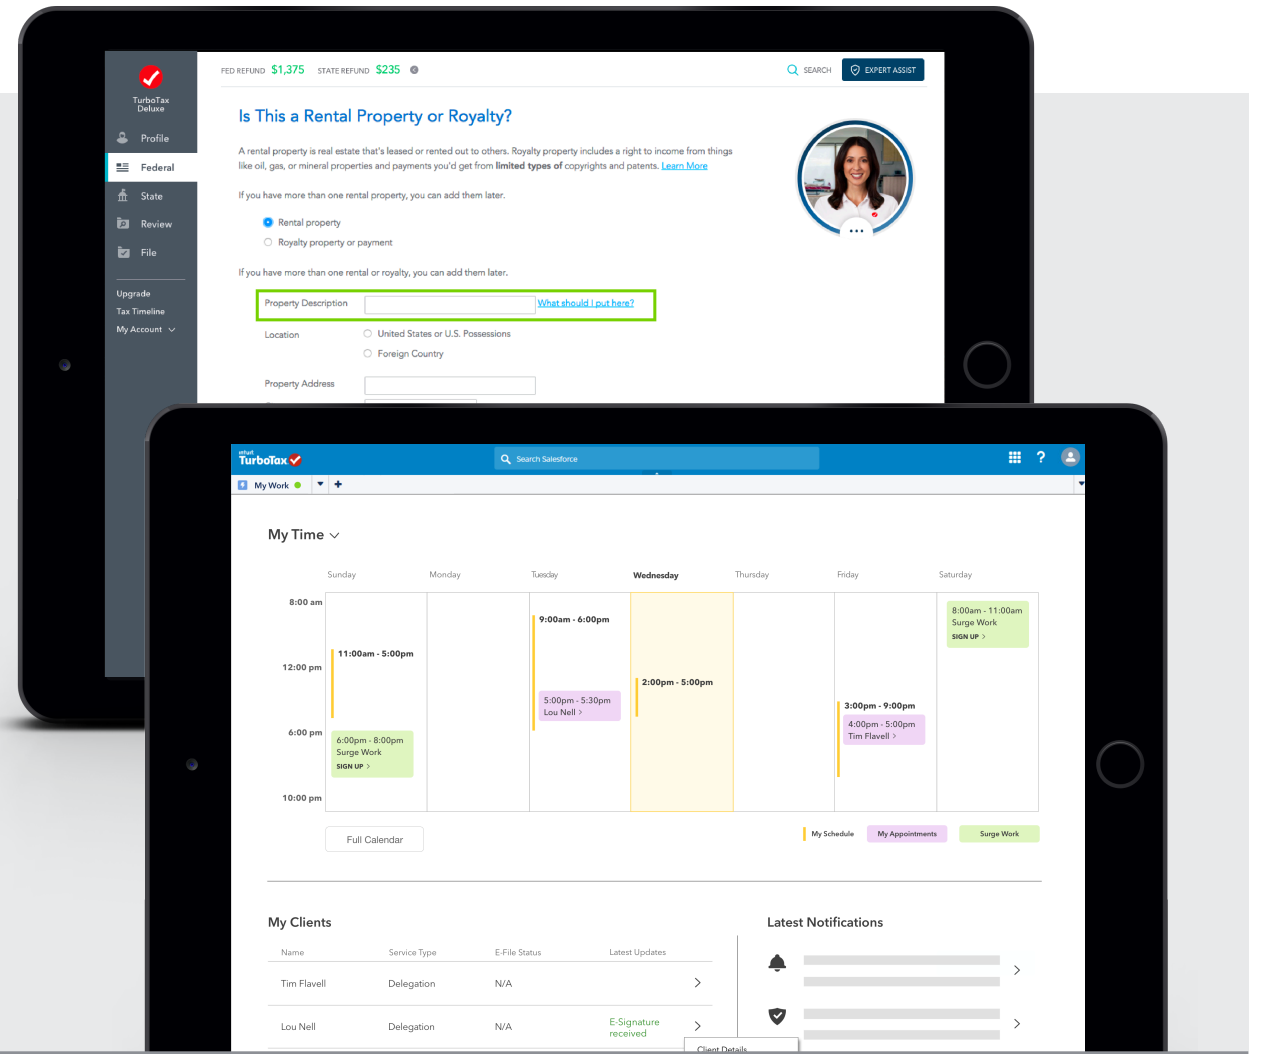 TurboTax
Deluxe
Profile
Federal
State
Review
File
Upgrade
Tax Timeline
My Account
FED REFUND $1,375 STATE REFUND $235
SEARCH
EXPERT ASSIST
Is This a Rental Property or Royalty?
A rental property is real estate that's leased or rented out to others. Royalty property includes a right to income from things
like oil, gas, or mineral properties and payments you'd get from limited types of copyrights and patents. Learn More
If you have more than one rental property, you can add them later.
Rental property
Royalty property or payment
If you have more than one rental or royalty, you can add them later.
Property Description
What should I put here?
Location
United States or U.S. Possessions
Foreign Country
Property Address
intuit
TurboTax
Search Salesforce
?
My Work
My Time
Sunday Monday Tuesday Wednesday Thursday Friday Saturday
8:00 am
12:00 pm
6:00 pm
10:00 pm
11:00am - 5:00pm
6:00pm - 8:00pm
Surge Work
SIGN UP >
9:00am - 6:00pm
5:00pm - 5:30pm
Lou Nell >
2:00pm - 5:00pm
3:00pm - 9:00pm
4:00pm - 5:00pm
Tim Flavell >
8:00am - 11:00am
Surge Work
SIGN UP >
Full Calendar
My Schedule
My Appointments
Surge Work
My Clients
Name Service Type E-File Status Latest Updates
Tim Flavell Delegation N/A
Lou Nell Delegation N/A E-Signature
received
Client Details
Latest Notifications